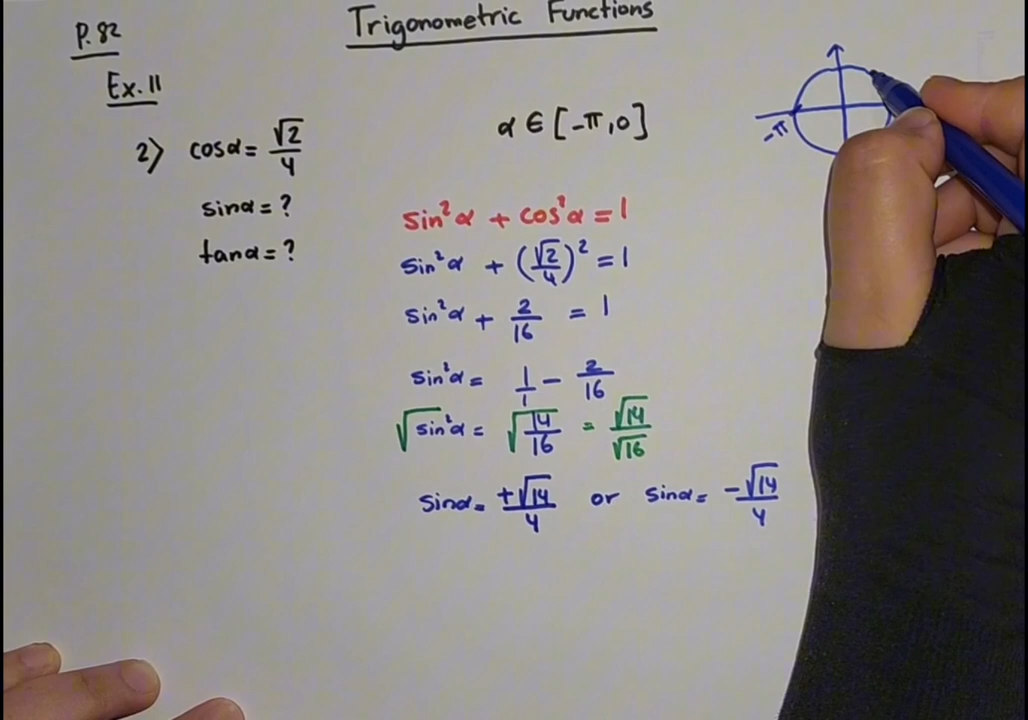 P.82
Trigonometric Functions
Ex.11
2) cosα = √2/4
α ∈ [-π, 0]
-π
sinα = ?
tanα = ?
sin²α + cos²α = 1
sin²α + (√2/4)² = 1
sin²α + 2/16 = 1
sin²α = 1/1 - 2/16
√sin²α = √14/16 = √14/√16
sinα = +√14/4 or sinα = -√14/4